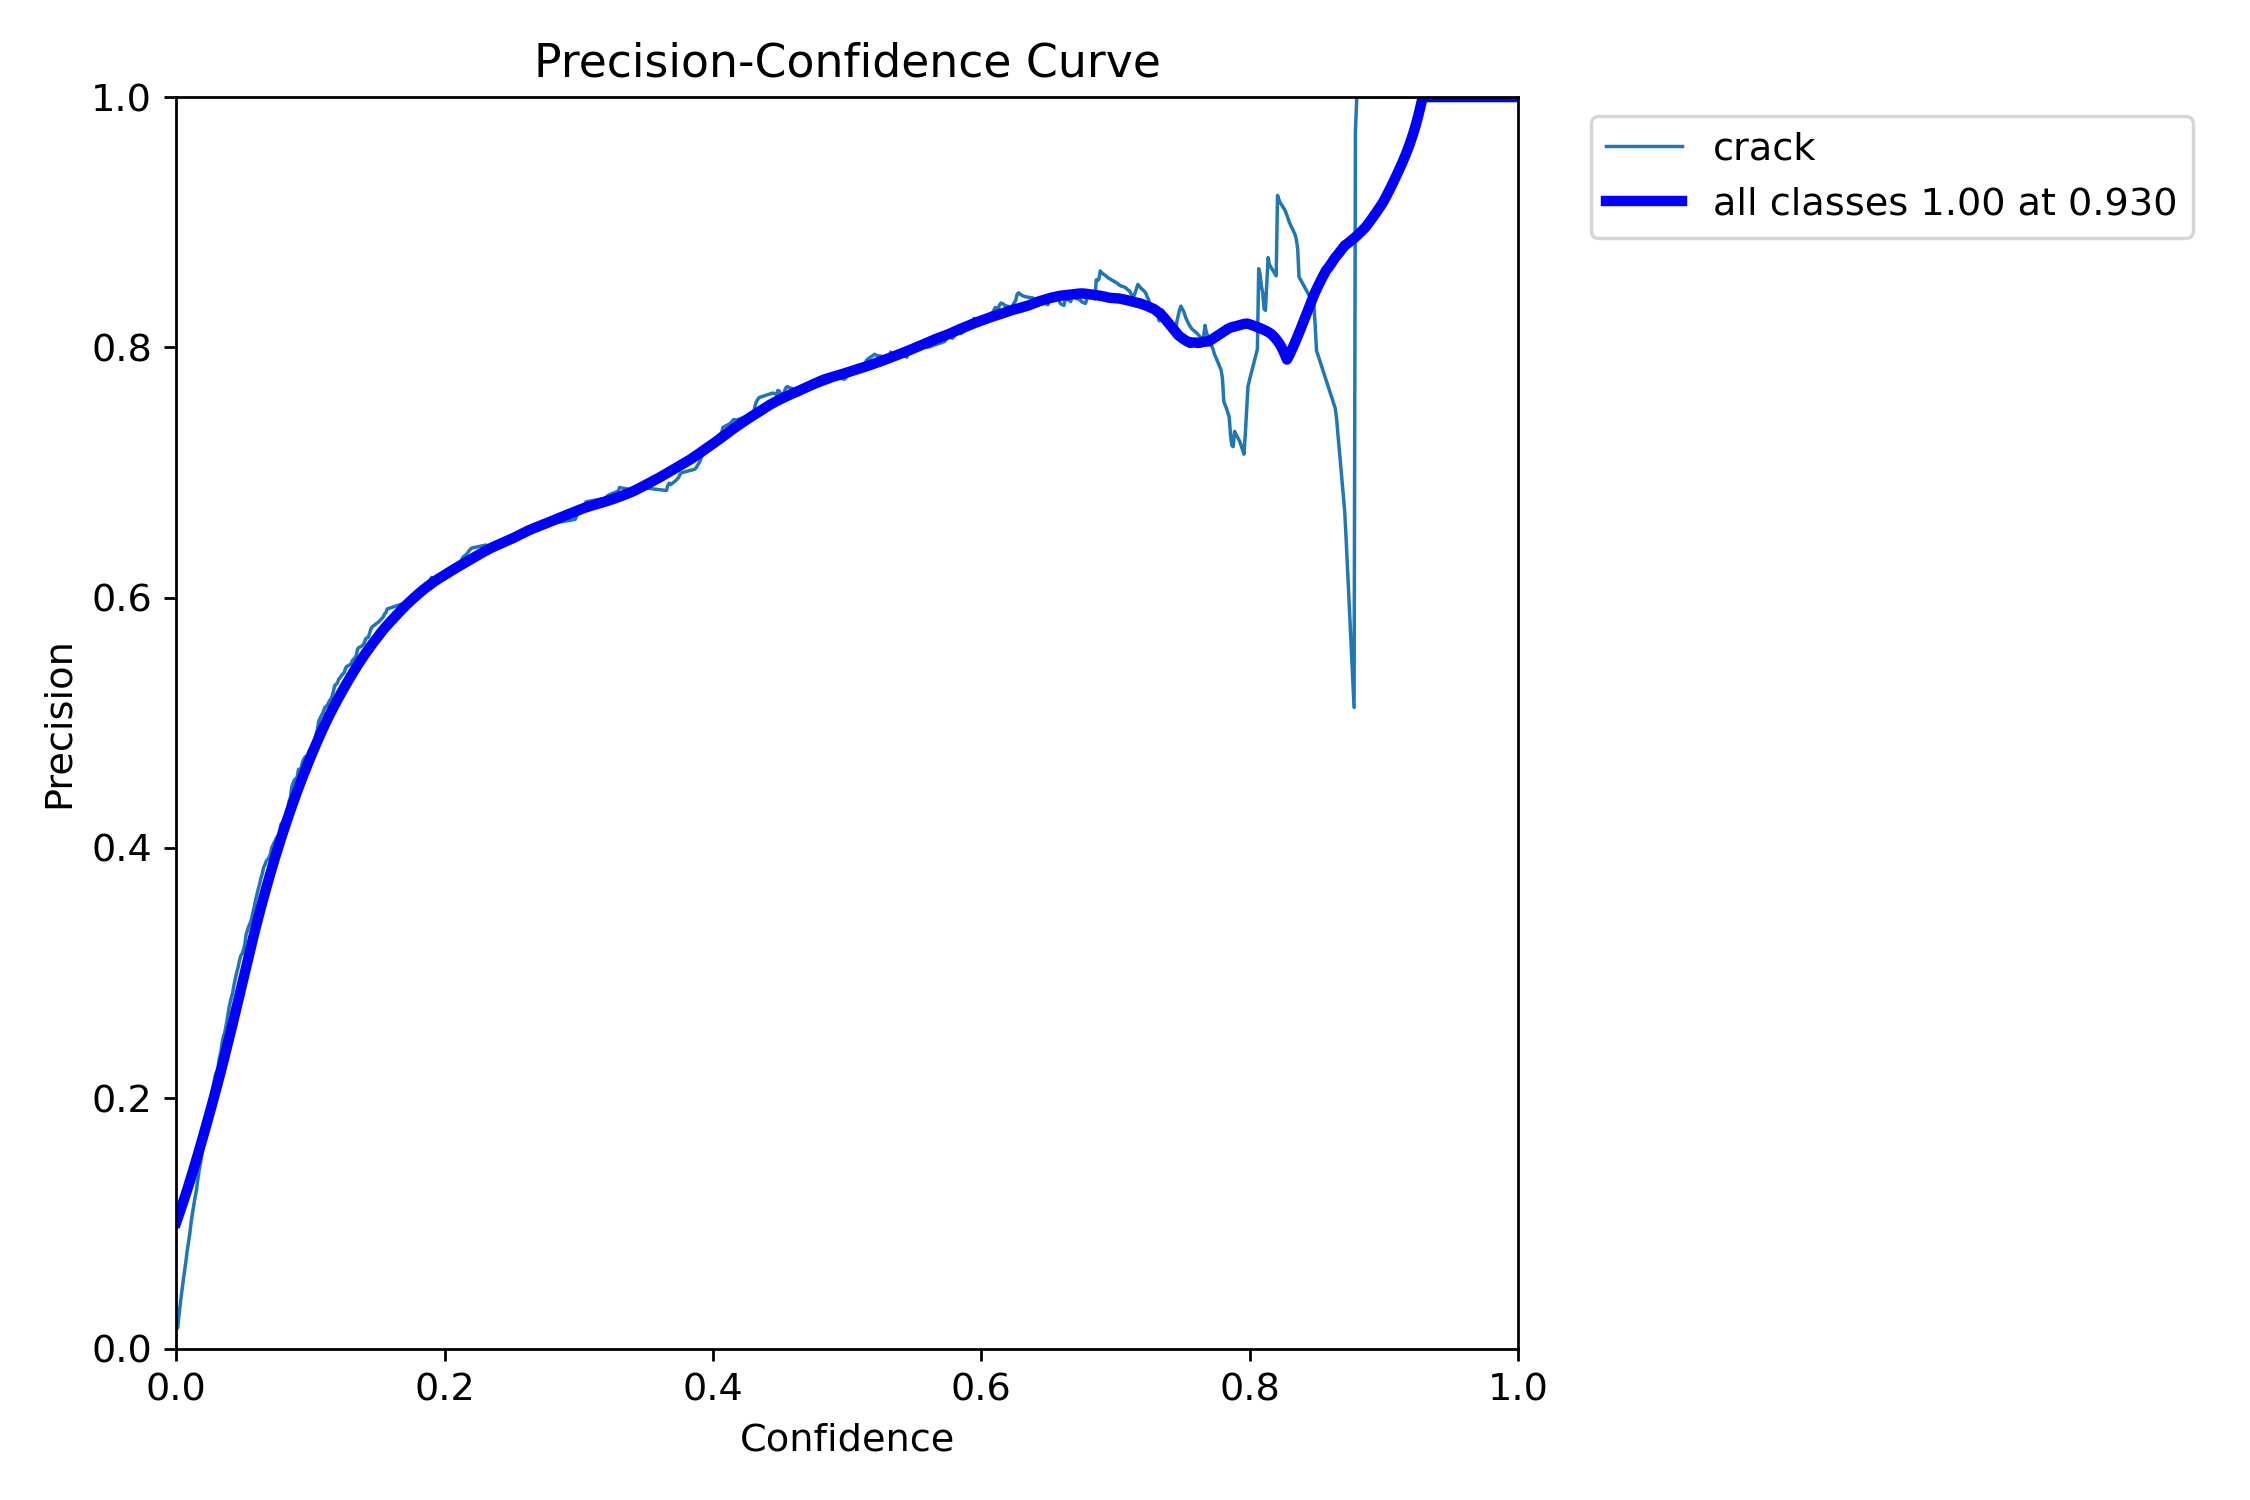 Precision-Confidence Curve
1.0
0.8
0.6
0.4
0.2
0.0
Precision
0.0 0.2 0.4 0.6 0.8 1.0
Confidence
crack
all classes 1.00 at 0.930